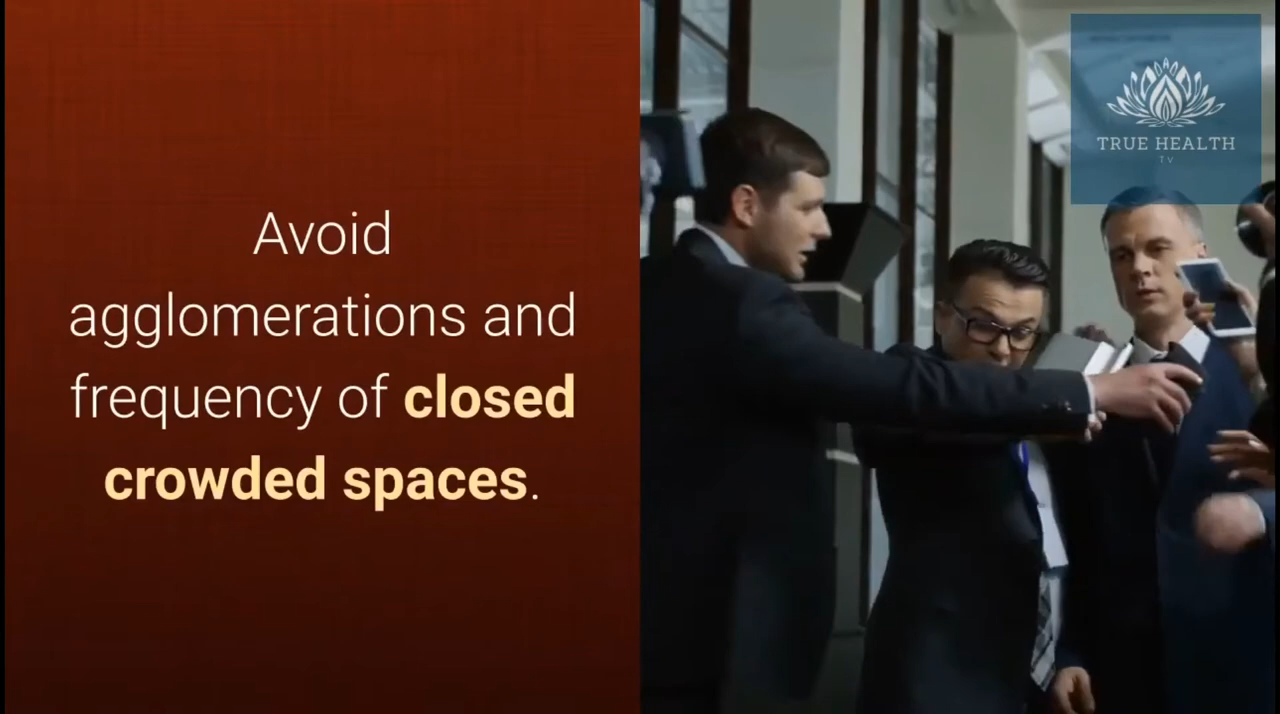 Avoid
agglomerations and
frequency of closed
crowded spaces.
TRUE HEALTH
TV